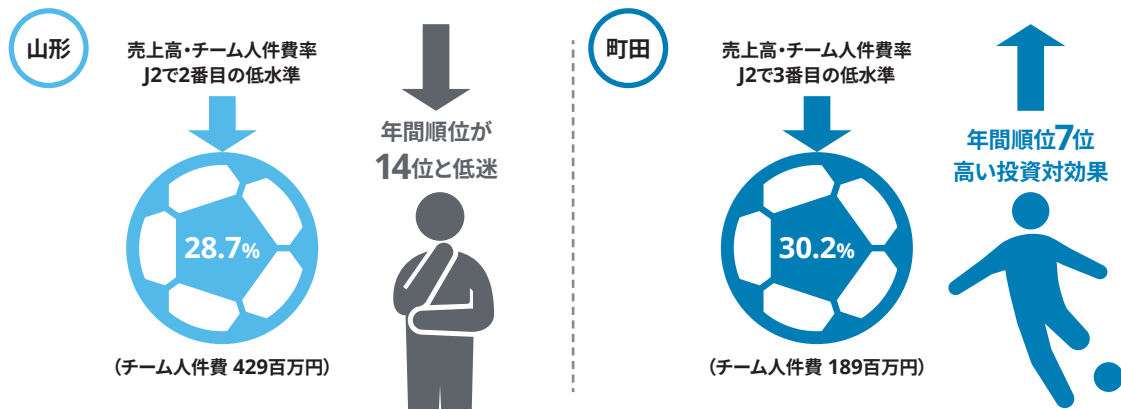 山形
売上高・チーム人件費率
J2で2番目の低水準
28.7%
（チーム人件費 429百万円）
年間順位が
14位と低迷
町田
売上高・チーム人件費率
J2で3番目の低水準
30.2%
（チーム人件費 189百万円）
年間順位7位
高い投資対効果